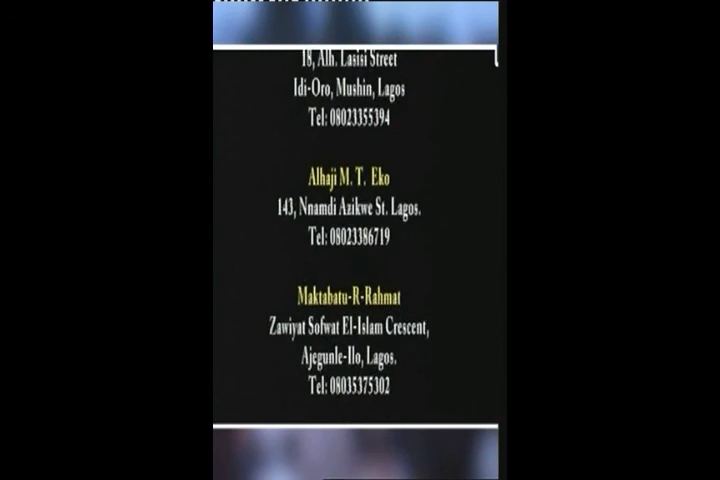 18, Alh. Lasisi Street
Idi-Oro, Mushin, Lagos
Tel: 08023355394
Alhaji M. T. Eko
143, Nnamdi Azikwe St. Lagos.
Tel: 08023386719
Maktabatu-R-Rahmat
Zawiyat Sofwat El-Islam Crescent,
Ajegunle-Ilo, Lagos.
Tel: 08035375302